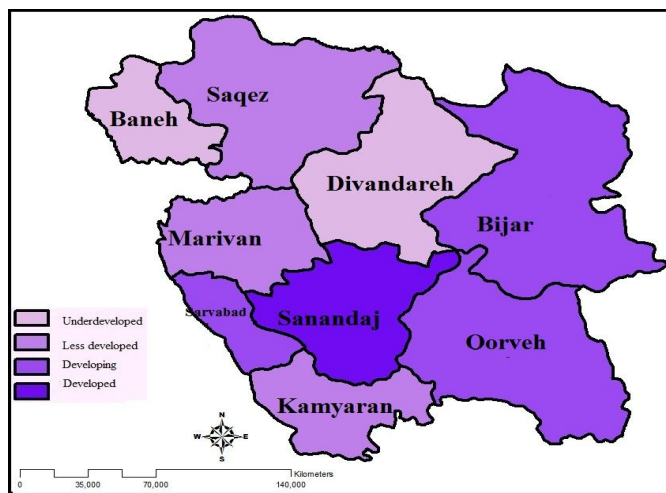 Saqez
Baneh
Divandareh
Bijar
Marivan
Sarvabad
Sanandaj
Oorveh
Kamyaran
Underdeveloped
Less developed
Developing
Developed
N
W E
S
Kilometers
0 35,000 70,000 140,000